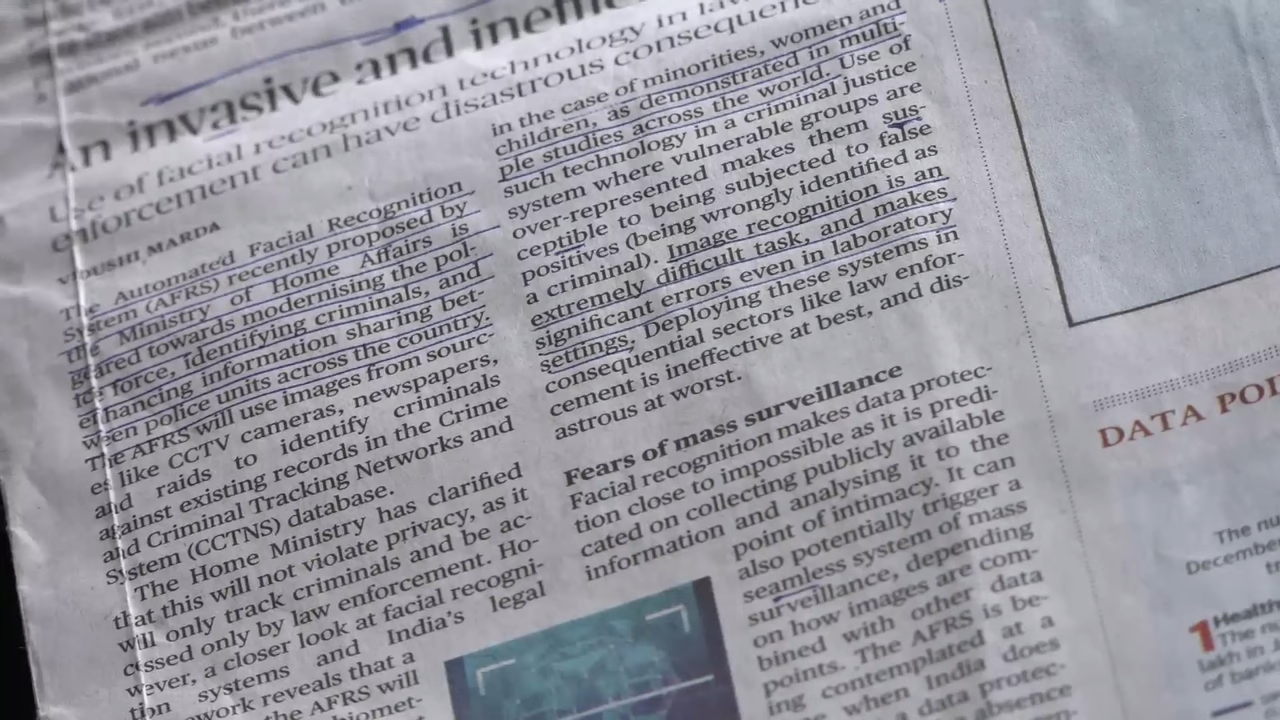 An invasive and
Use of facial recognition technology in
enforcement can have disastrous
VIDUSHI MARDA
The Automated Facial Recognition
System (AFRS) recently proposed by
the Ministry of Home Affairs is
geared towards modernising the pol-
ice force, identifying criminals, and
enhancing information sharing bet-
ween police units across the country.
The AFRS will use images from sourc-
es like CCTV cameras, newspapers,
and raids to identify criminals
against existing records in the Crime
and Criminal Tracking Networks and
System (CCTNS) database.
The Home Ministry has clarified
that this will not violate privacy, as it
will only track criminals and be ac-
cessed only by law enforcement. Ho-
wever, a closer look at facial recogni-
tion systems and India's legal
reveals that a
the AFRS will
in the case of minorities, women and
children, as demonstrated in multi-
ple studies across the world. Use of
such technology in a criminal justice
system where vulnerable groups are
over-represented makes them sus-
ceptible to being subjected to false
positives (being wrongly identified as
a criminal). Image recognition is an
extremely difficult task, and makes
significant errors even in laboratory
settings. Deploying these systems in
consequential sectors like law enfor-
cement is ineffective at best, and dis-
astrous at worst.
Fears of mass surveillance
Facial recognition makes data protec-
tion close to impossible as it is predi-
cated on collecting publicly available
information and analysing it to the
point of intimacy. It can
also potentially trigger a
seamless system of mass
surveillance, depending
on how images are com-
bined with other data
points. The AFRS is be-
ing contemplated at a
when India does
a data protec-
absence
DATA
The
December
1
The
lakh in
of